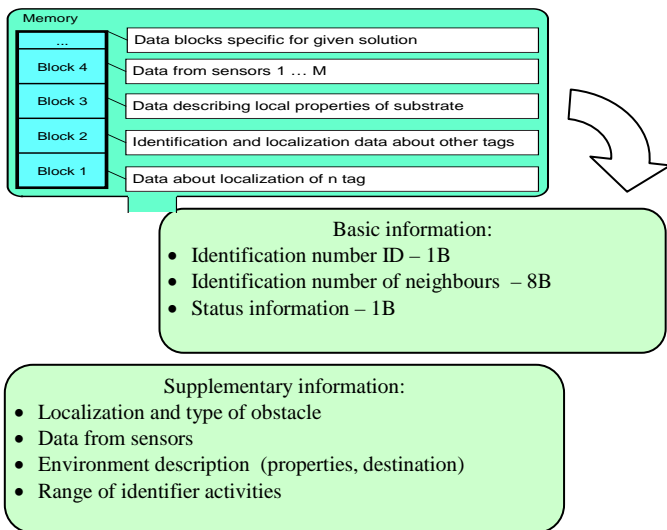 Memory
... Data blocks specific for given solution
Block 4 Data from sensors 1 ... M
Block 3 Data describing local properties of substrate
Block 2 Identification and localization data about other tags
Block 1 Data about localization of n tag
Basic information:
• Identification number ID – 1B
• Identification number of neighbours – 8B
• Status information – 1B
Supplementary information:
• Localization and type of obstacle
• Data from sensors
• Environment description (properties, destination)
• Range of identifier activities